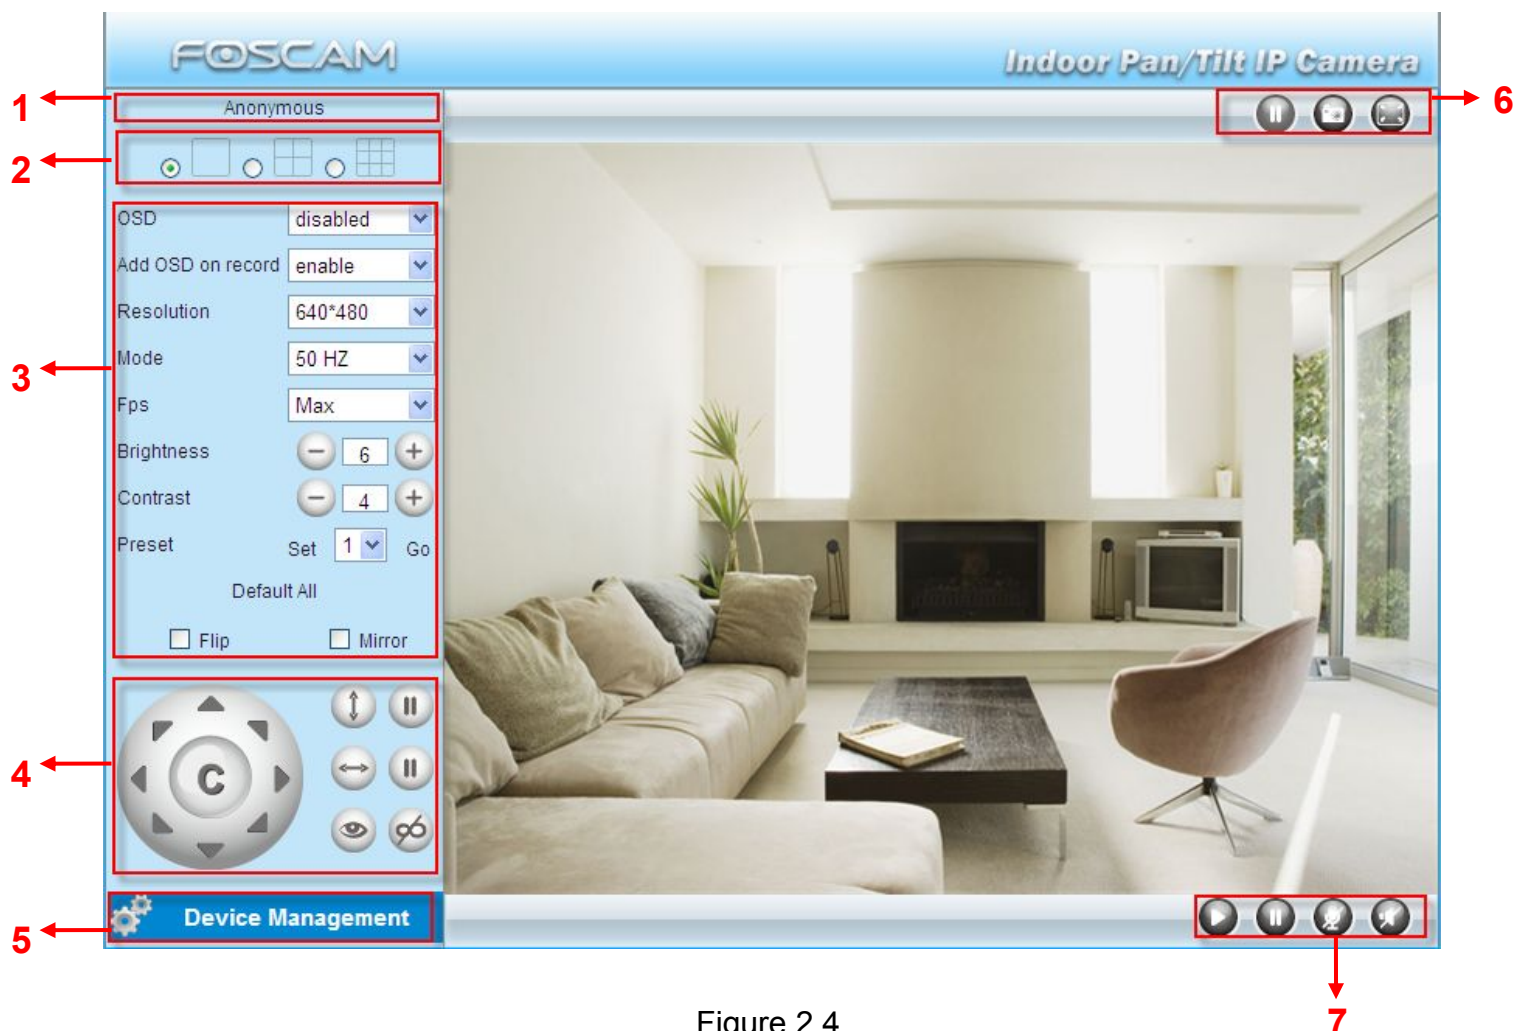 FOSCAM
Indoor Pan/Tilt IP Camera
1
Anonymous
6
2
3
OSD disabled
Add OSD on record enable
Resolution 640*480
Mode 50 HZ
Fps Max
Brightness − 6 +
Contrast − 4 +
Preset Set 1 Go
Default All
Flip Mirror
4
C
5
Device Management
7
Figure 2.4